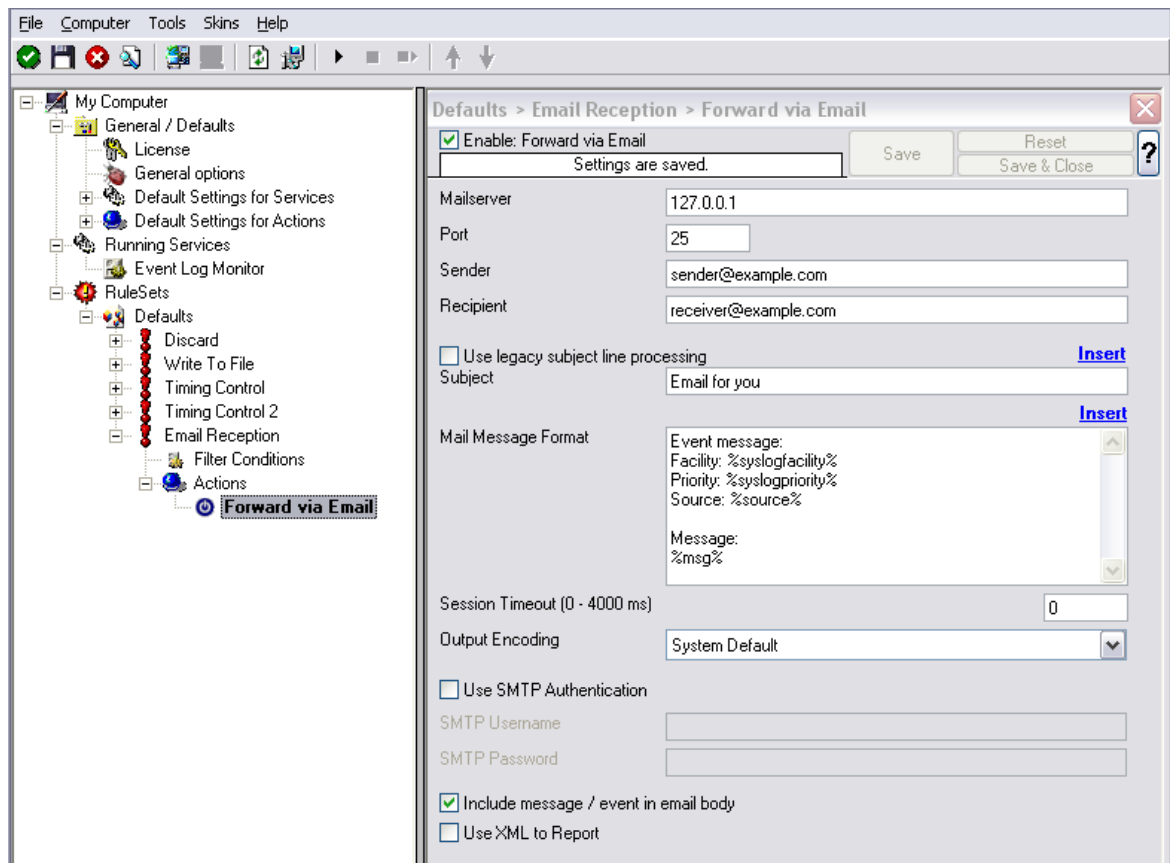 File Computer Tools Skins Help
My Computer
General / Defaults
License
General options
Default Settings for Services
Default Settings for Actions
Running Services
Event Log Monitor
RuleSets
Defaults
Discard
Write To File
Timing Control
Timing Control 2
Email Reception
Filter Conditions
Actions
Forward via Email
Defaults > Email Reception > Forward via Email
Enable: Forward via Email
Settings are saved.
Save
Reset
Save & Close
?
Mailserver 127.0.0.1
Port 25
Sender sender@example.com
Recipient receiver@example.com
Use legacy subject line processing Insert
Subject Email for you
Insert
Mail Message Format
Event message:
Facility: %syslogfacility%
Priority: %syslogpriority%
Source: %source%
Message:
%msg%
Session Timeout (0 - 4000 ms) 0
Output Encoding System Default
Use SMTP Authentication
SMTP Username
SMTP Password
Include message / event in email body
Use XML to Report